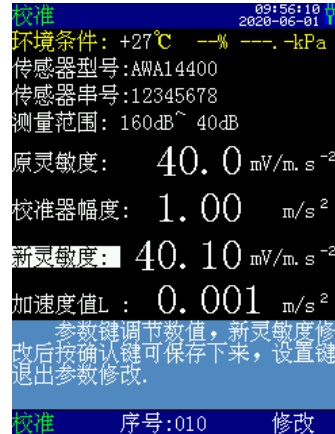 校准 09:56:10
2020-06-01
环境条件: +27℃ --% ---.-kPa
传感器型号:AWA14400
传感器串号:12345678
测量范围: 160dB~ 40dB
原灵敏度: 40.0 mV/m.s⁻²
校准器幅度: 1.00 m/s²
新灵敏度: 40.10 mV/m.s⁻²
加速度值L : 0.001 m/s²
参数键调节数值，新灵敏度修
改后按确认键可保存下来，设置键
退出参数修改.
校准 序号:010 修改